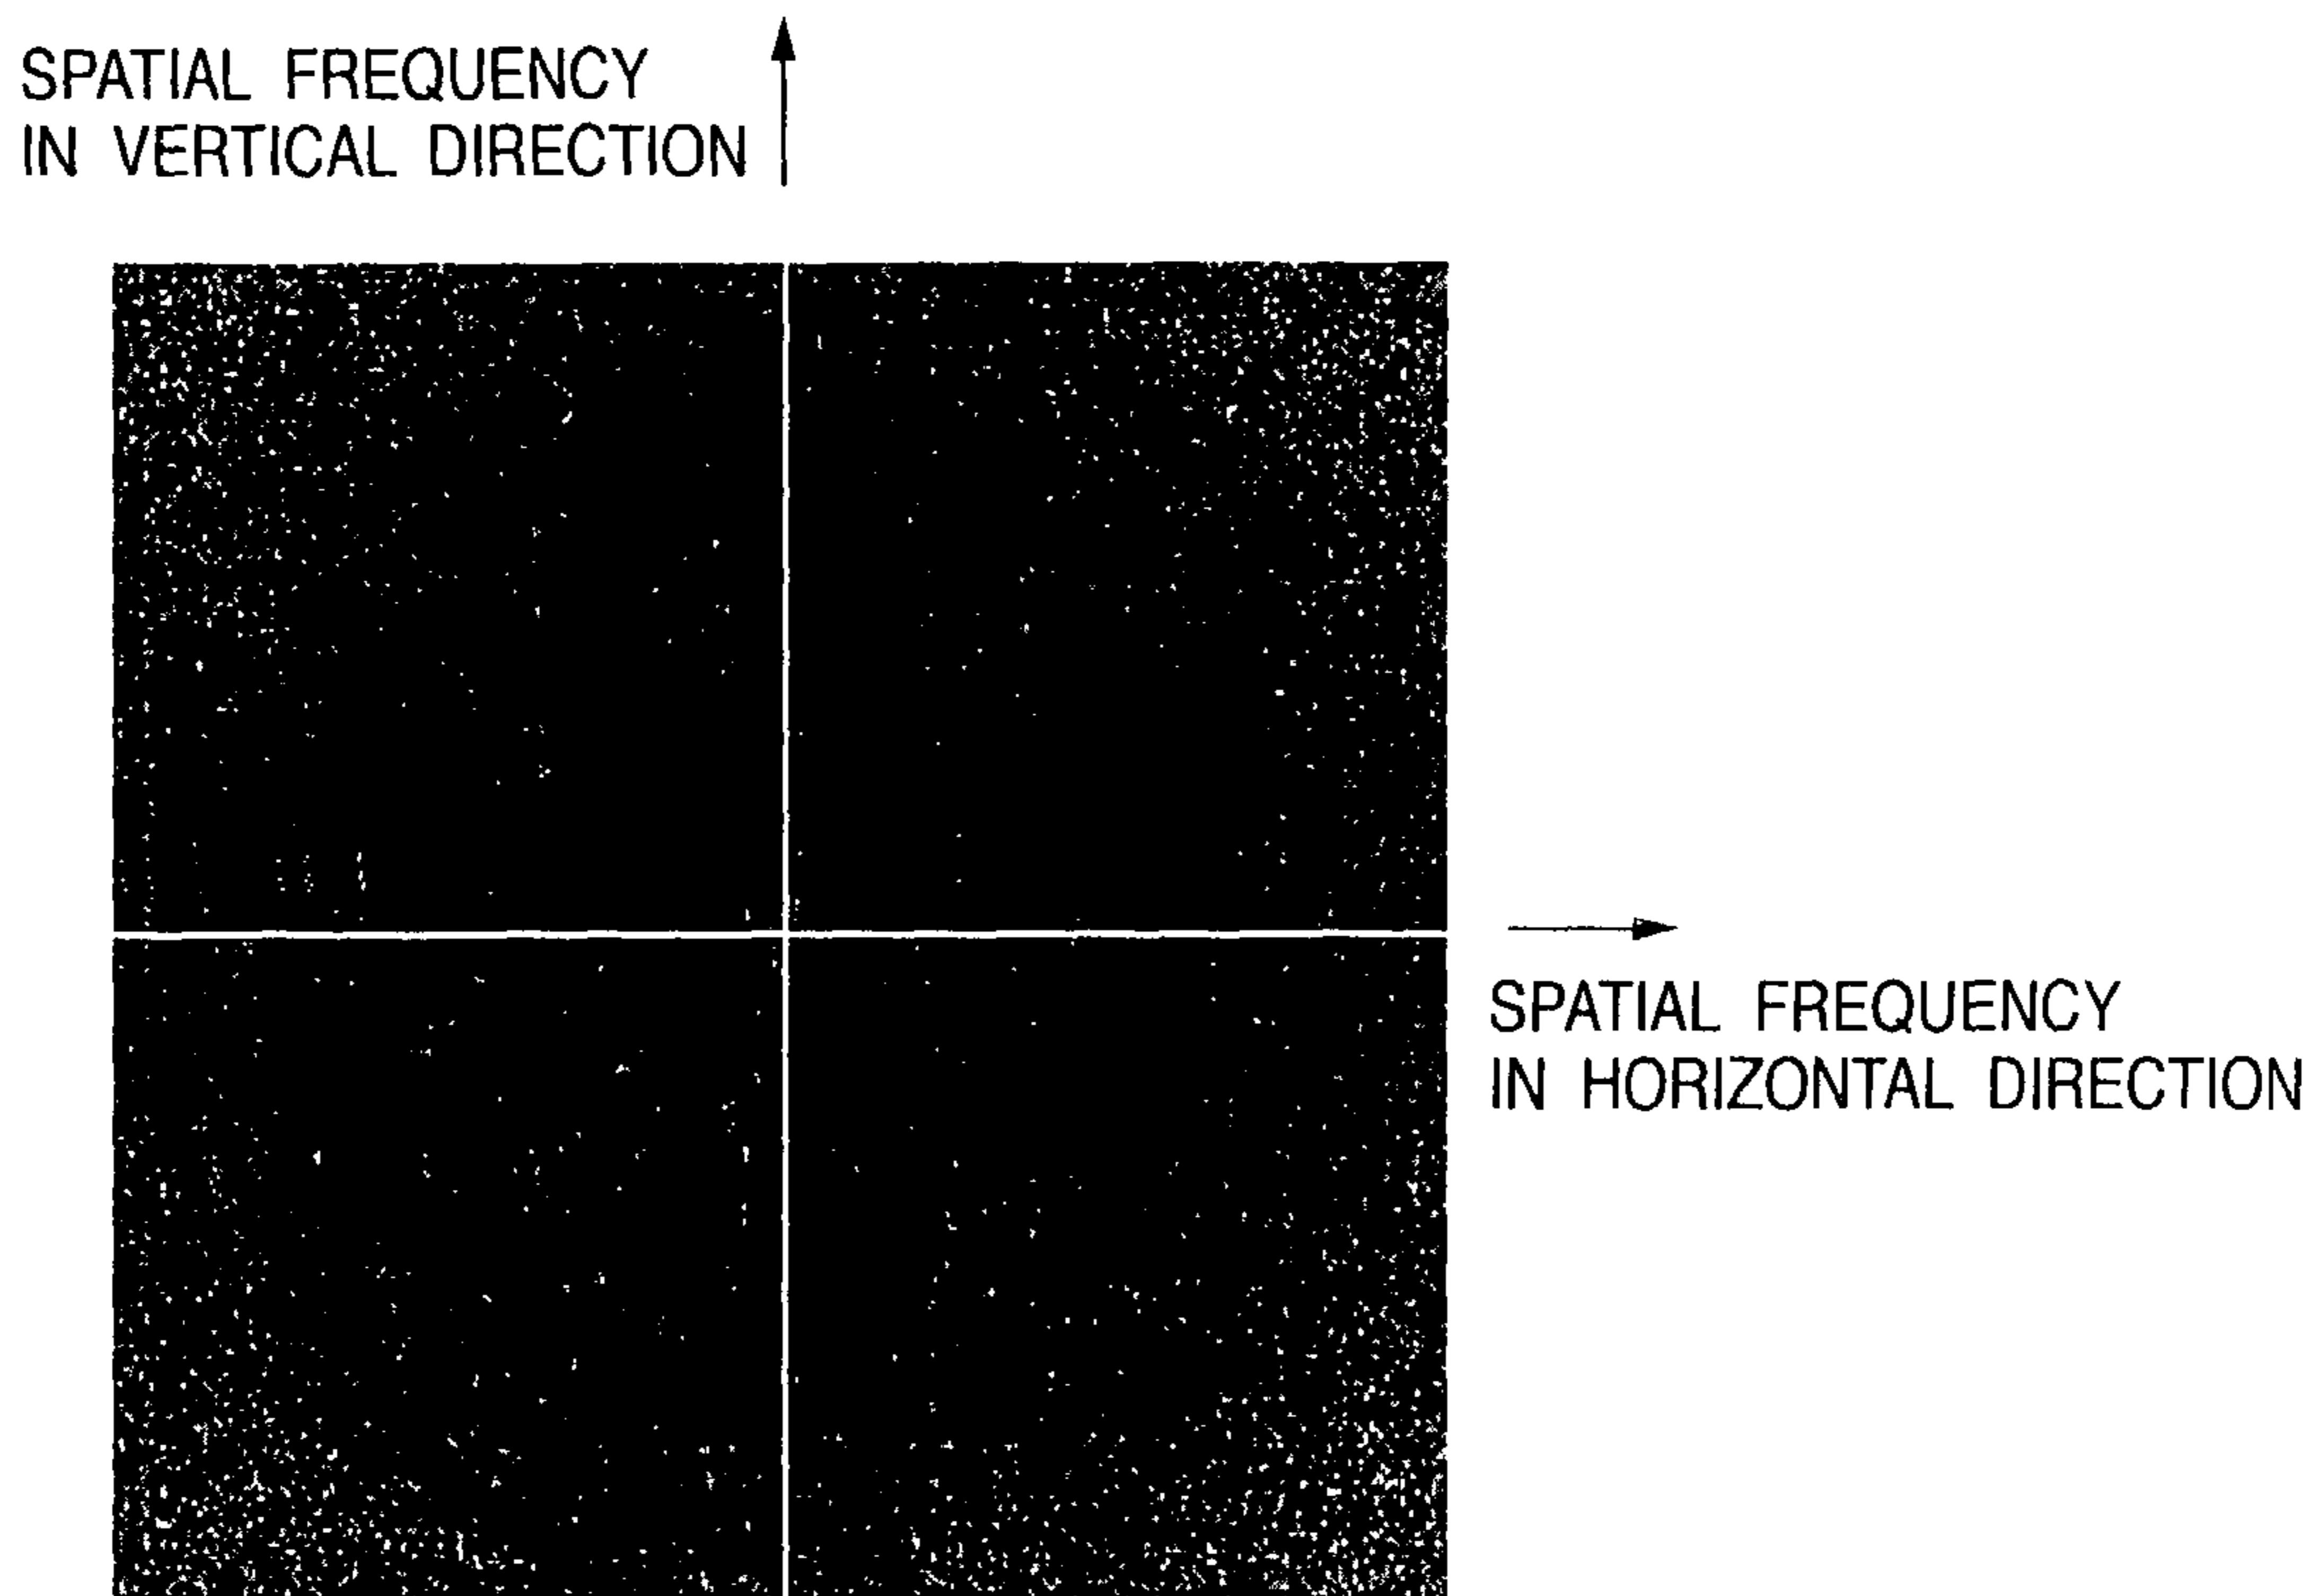 SPATIAL FREQUENCY
IN VERTICAL DIRECTION
SPATIAL FREQUENCY
IN HORIZONTAL DIRECTION